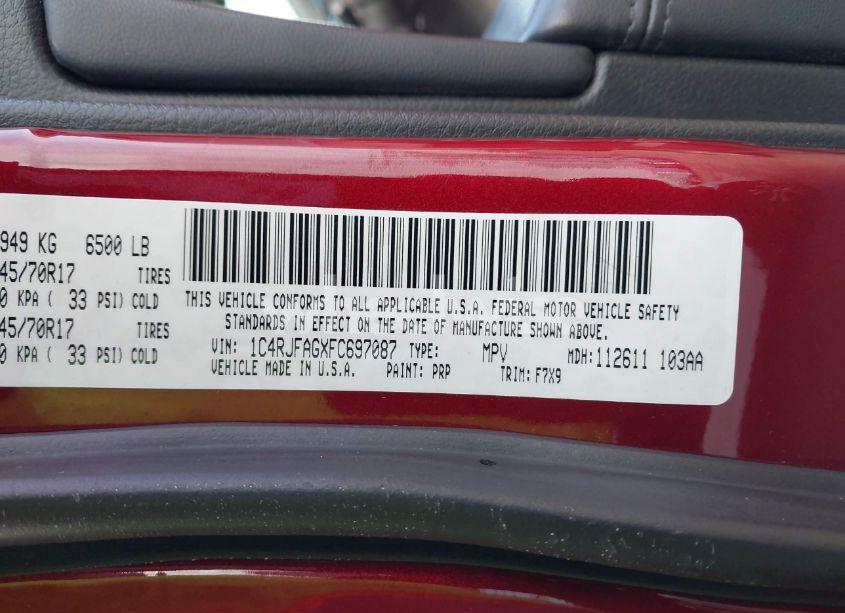 949 KG 6500 LB
45/70R17 TIRES
0 KPA ( 33 PSI) COLD
45/70R17 TIRES
0 KPA ( 33 PSI) COLD
THIS VEHICLE CONFORMS TO ALL APPLICABLE U.S.A. FEDERAL MOTOR VEHICLE SAFETY
STANDARDS IN EFFECT ON THE DATE OF MANUFACTURE SHOWN ABOVE.
VIN: 1C4RJFAGXFC697087 TYPE: MPV MDH:112611 103AA
VEHICLE MADE IN U.S.A. PAINT: PRP TRIM: F7X9